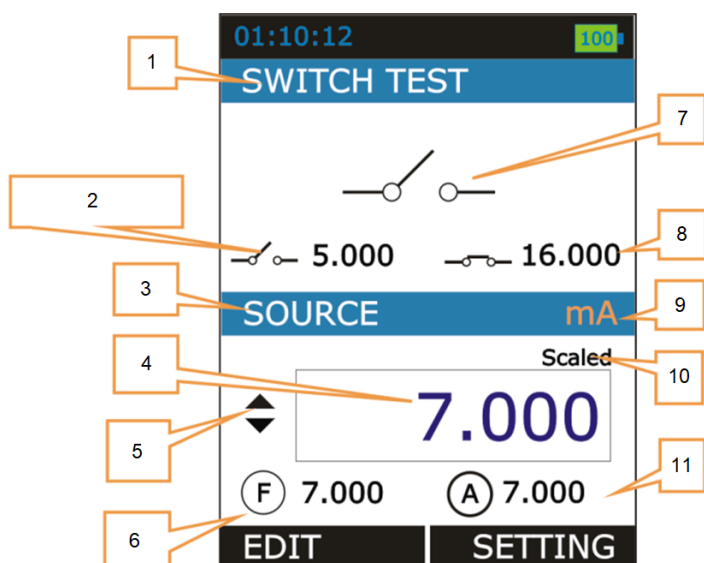 01:10:12 100
1 SWITCH TEST
7
2
5.000 16.000 8
3 SOURCE mA 9
Scaled 10
4 7.000
5
F 7.000 A 7.000 11
6
EDIT SETTING